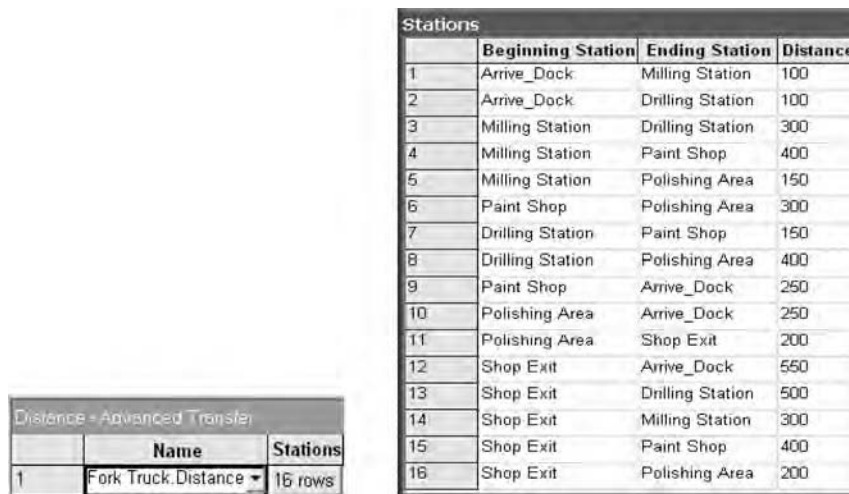 Stations
Beginning Station Ending Station Distance
1 Arrive_Dock Milling Station 100
2 Arrive_Dock Drilling Station 100
3 Milling Station Drilling Station 300
4 Milling Station Paint Shop 400
5 Milling Station Polishing Area 150
6 Paint Shop Polishing Area 300
7 Drilling Station Paint Shop 150
8 Drilling Station Polishing Area 400
9 Paint Shop Arrive_Dock 250
10 Polishing Area Arrive_Dock 250
11 Polishing Area Shop Exit 200
12 Shop Exit Arrive_Dock 550
13 Shop Exit Drilling Station 500
14 Shop Exit Milling Station 300
15 Shop Exit Paint Shop 400
16 Shop Exit Polishing Area 200
Distance - Advanced Transfer
Name Stations
1 Fork Truck.Distance 16 rows